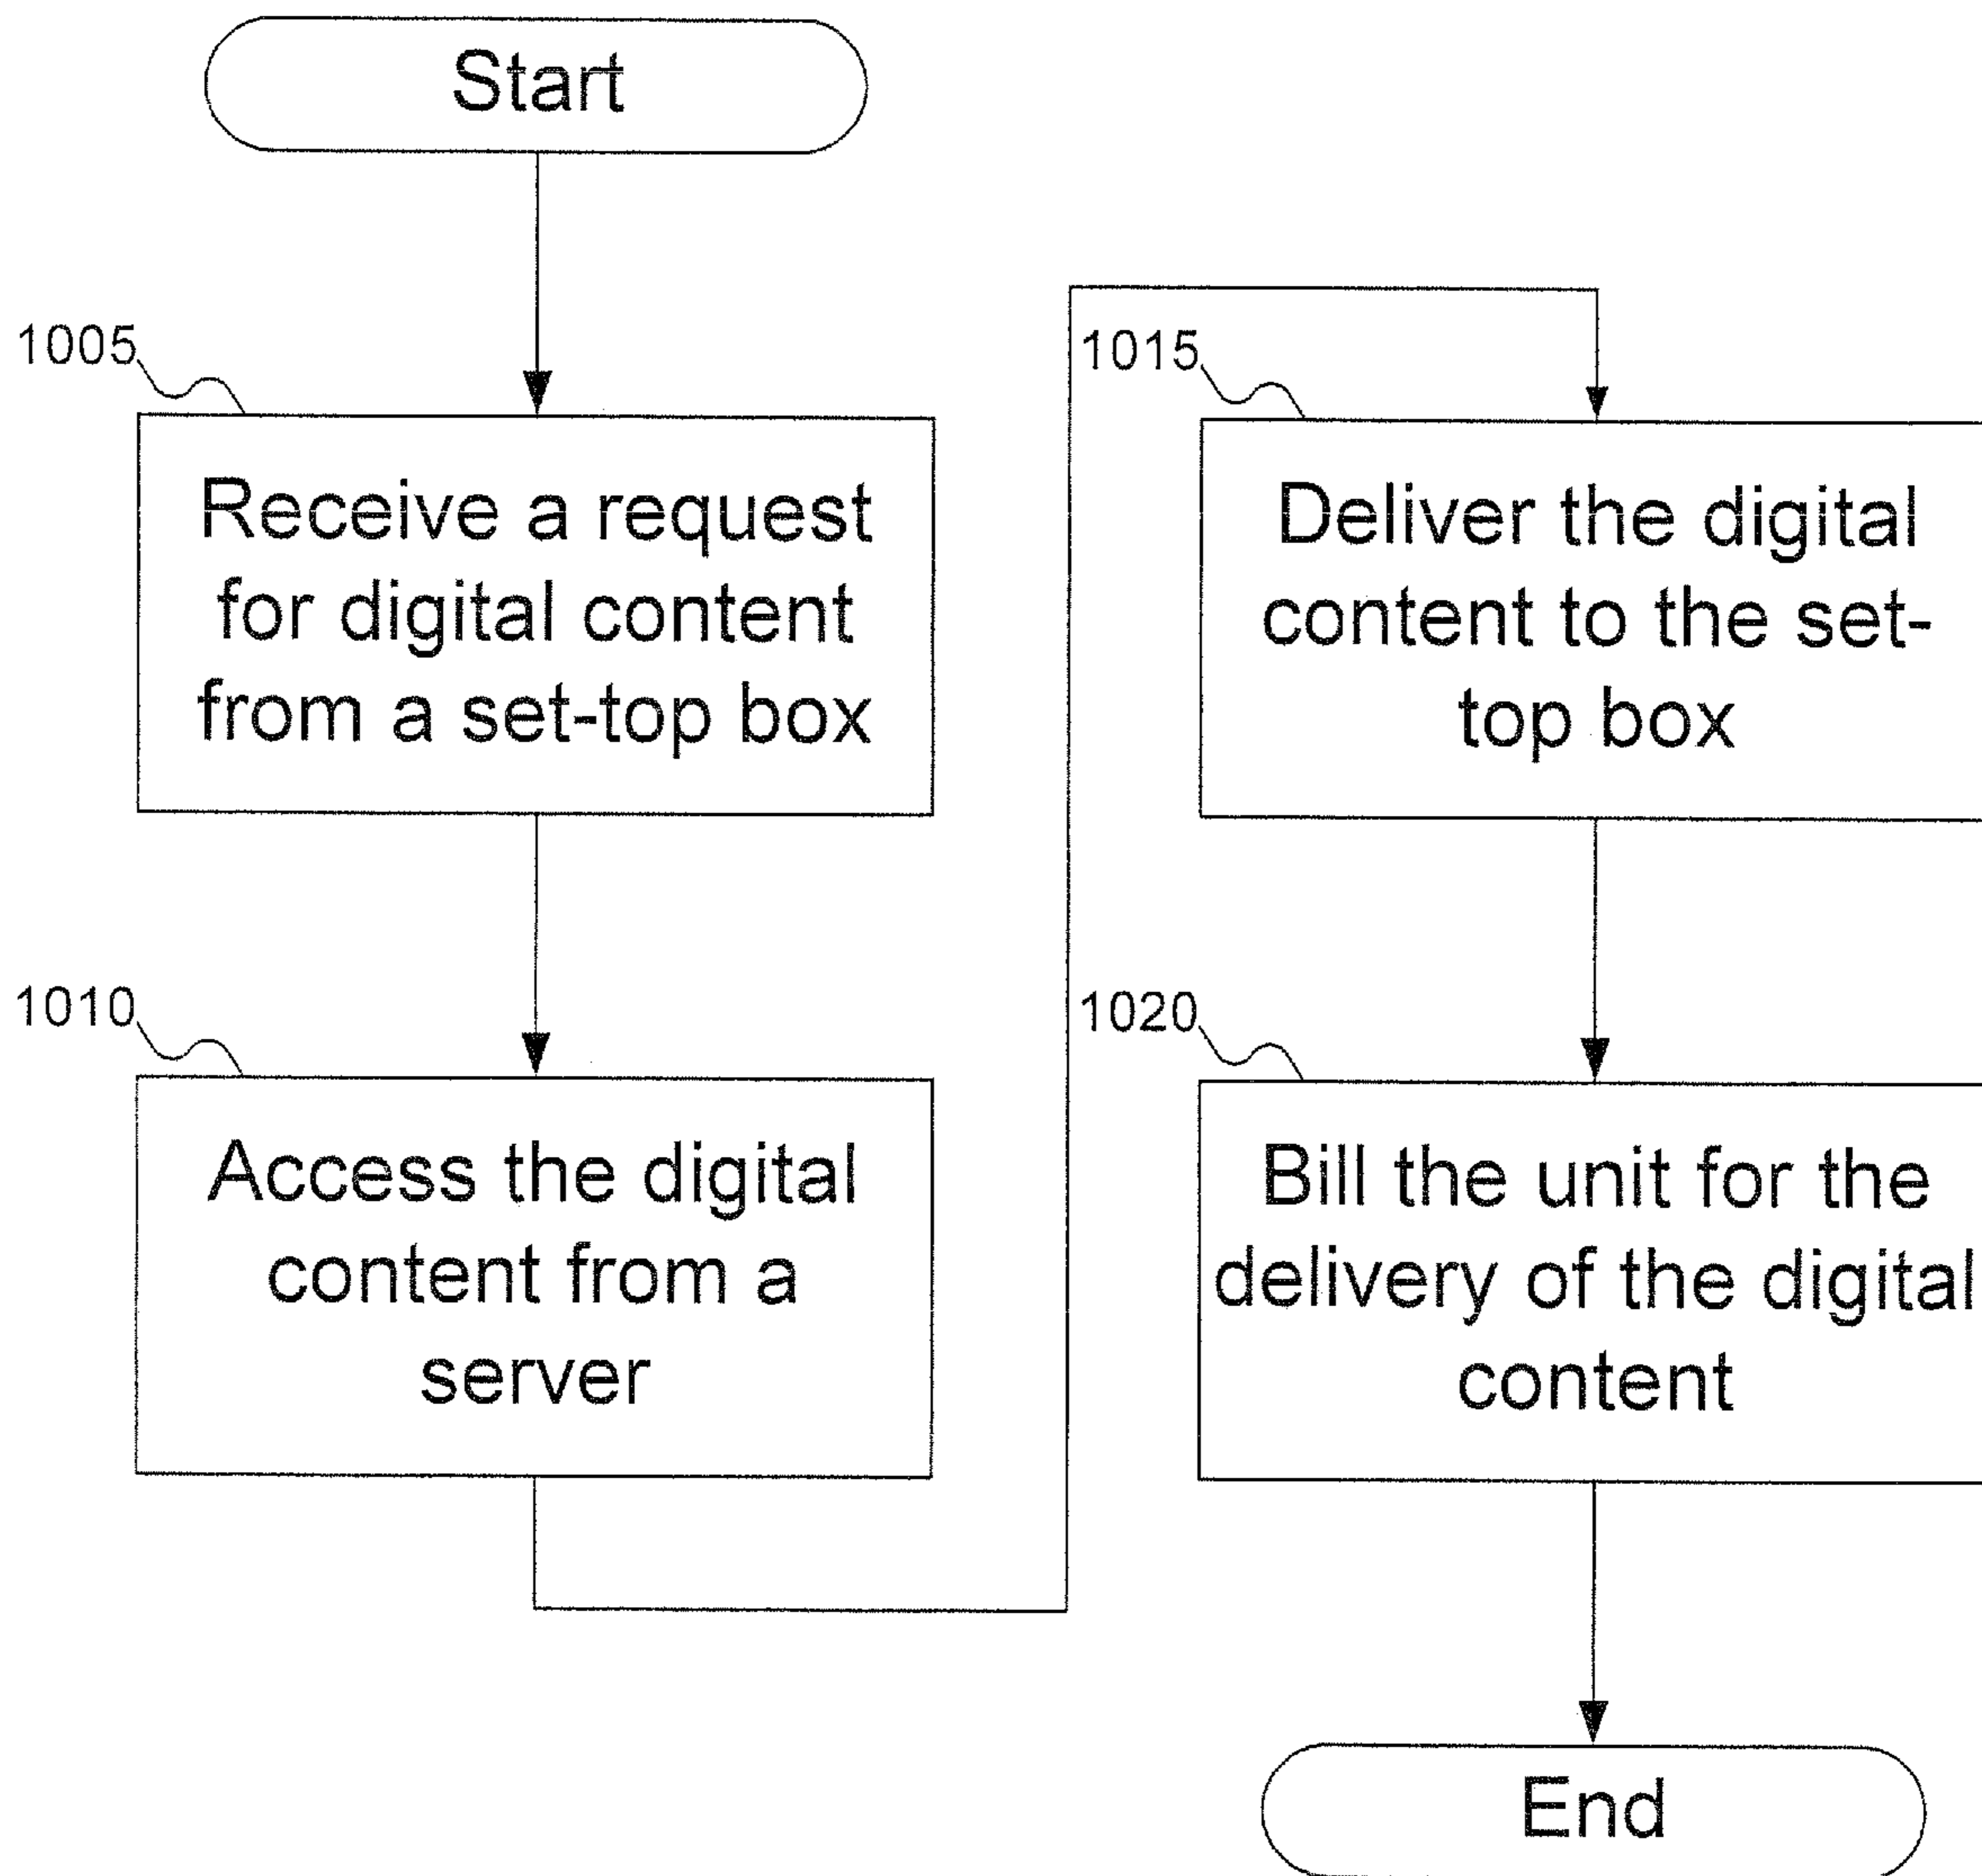 Start
1005
Receive a request
for digital content
from a set-top box
1010
Access the digital
content from a
server
1015
Deliver the digital
content to the set-
top box
1020
Bill the unit for the
delivery of the digital
content
End